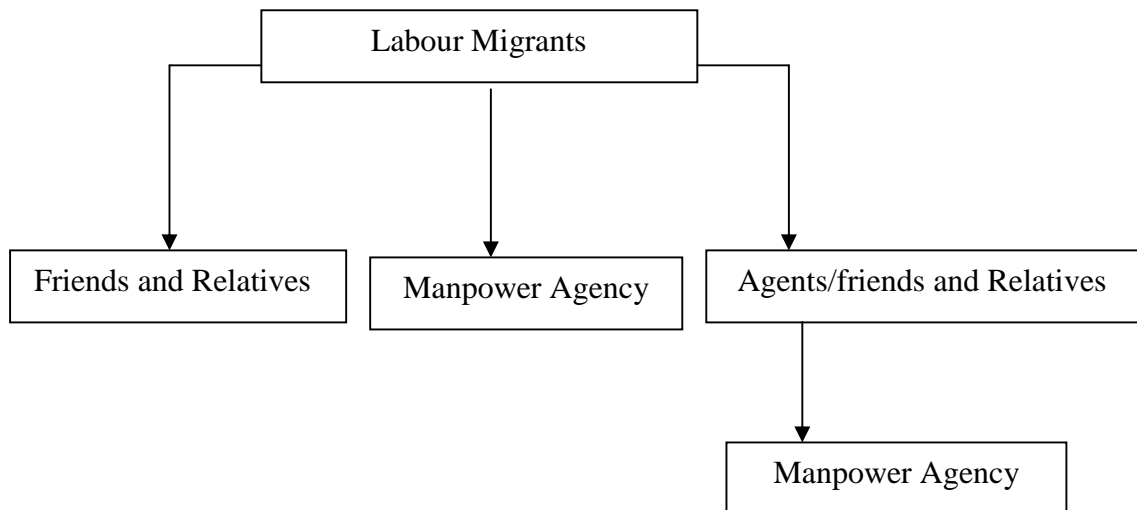 Labour Migrants
Friends and Relatives
Manpower Agency
Agents/friends and Relatives
Manpower Agency